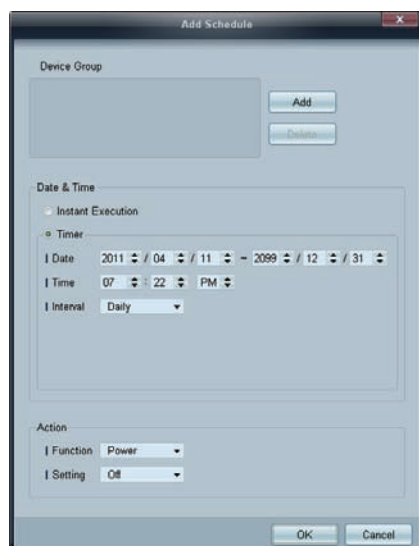 Add Schedule
Device Group
Add
Delete
Date & Time
Instant Execution
Timer
Date 2011 / 04 / 11 ~ 2099 / 12 / 31
Time 07 : 22 PM
Interval Daily
Action
Function Power
Setting Off
OK Cancel